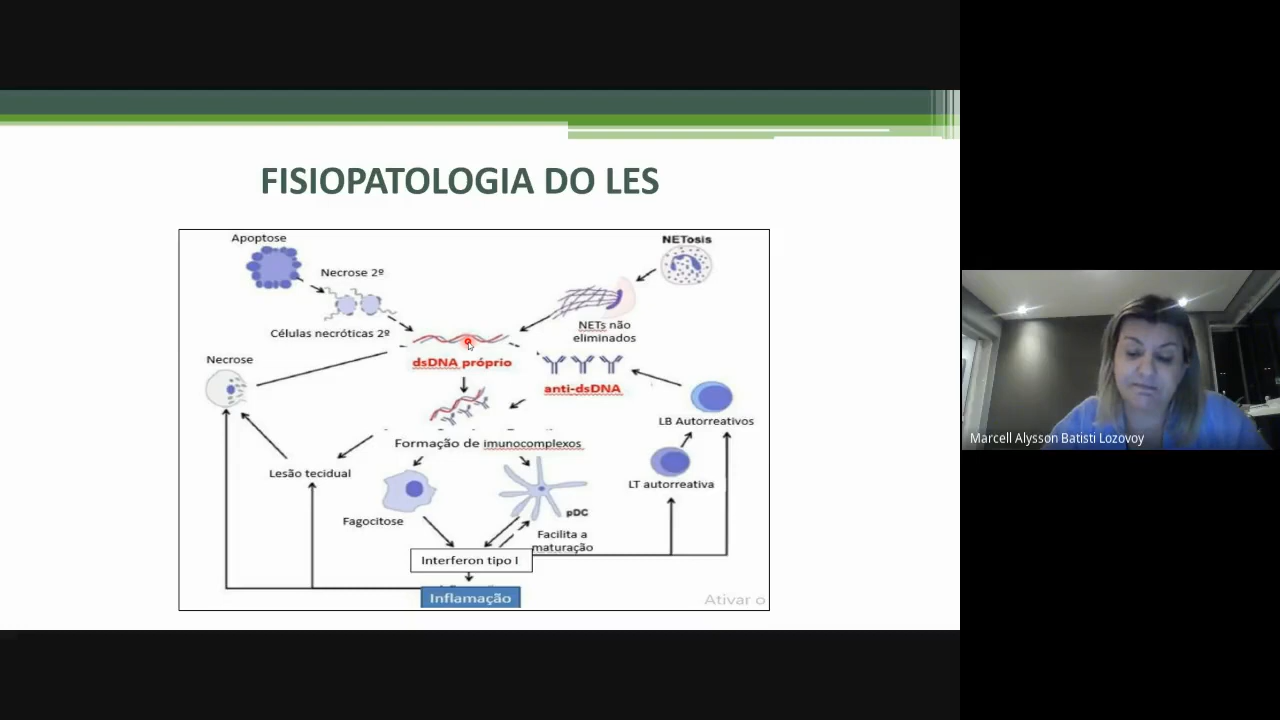 FISIOPATOLOGIA DO LES
Apoptose
NETosis
Necrose 2º
Células necróticas 2º
NETs não
eliminados
Necrose
dsDNA próprio
anti-dsDNA
LB Autorreativos
Formação de imunocomplexos
Lesão tecidual
LT autorreativa
pDC
Fagocitose
Facilita a
maturação
Interferon tipo I
Inflamação
Ativar o
Marcell Alysson Batisti Lozovoy